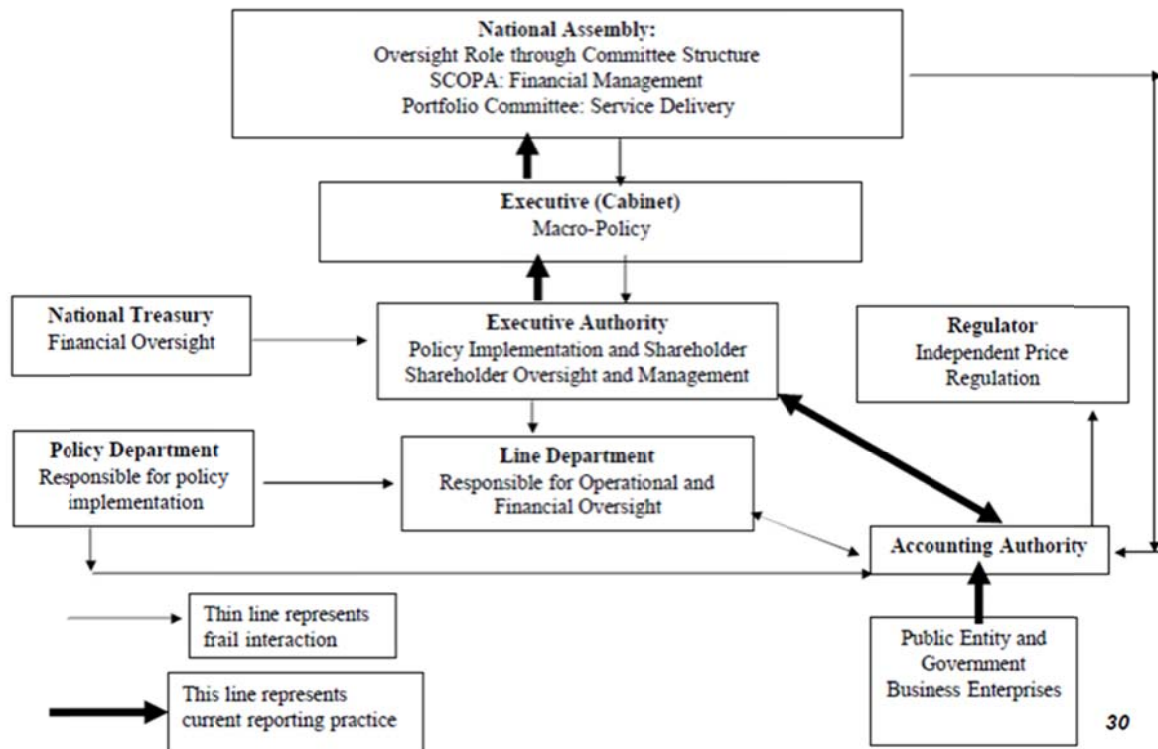 National Assembly:
Oversight Role through Committee Structure
SCOPA: Financial Management
Portfolio Committee: Service Delivery
Executive (Cabinet)
Macro-Policy
National Treasury
Financial Oversight
Executive Authority
Policy Implementation and Shareholder
Shareholder Oversight and Management
Regulator
Independent Price
Regulation
Policy Department
Responsible for policy
implementation
Line Department
Responsible for Operational and
Financial Oversight
Accounting Authority
Thin line represents
frail interaction
Public Entity and
Government
Business Enterprises
This line represents
current reporting practice
30